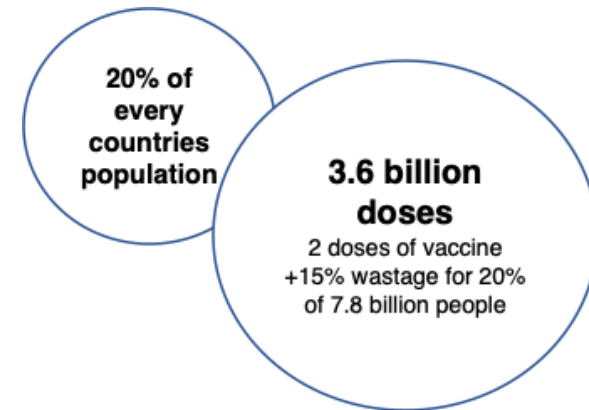 20% of
every
countries
population
3.6 billion
doses
2 doses of vaccine
+15% wastage for 20%
of 7.8 billion people